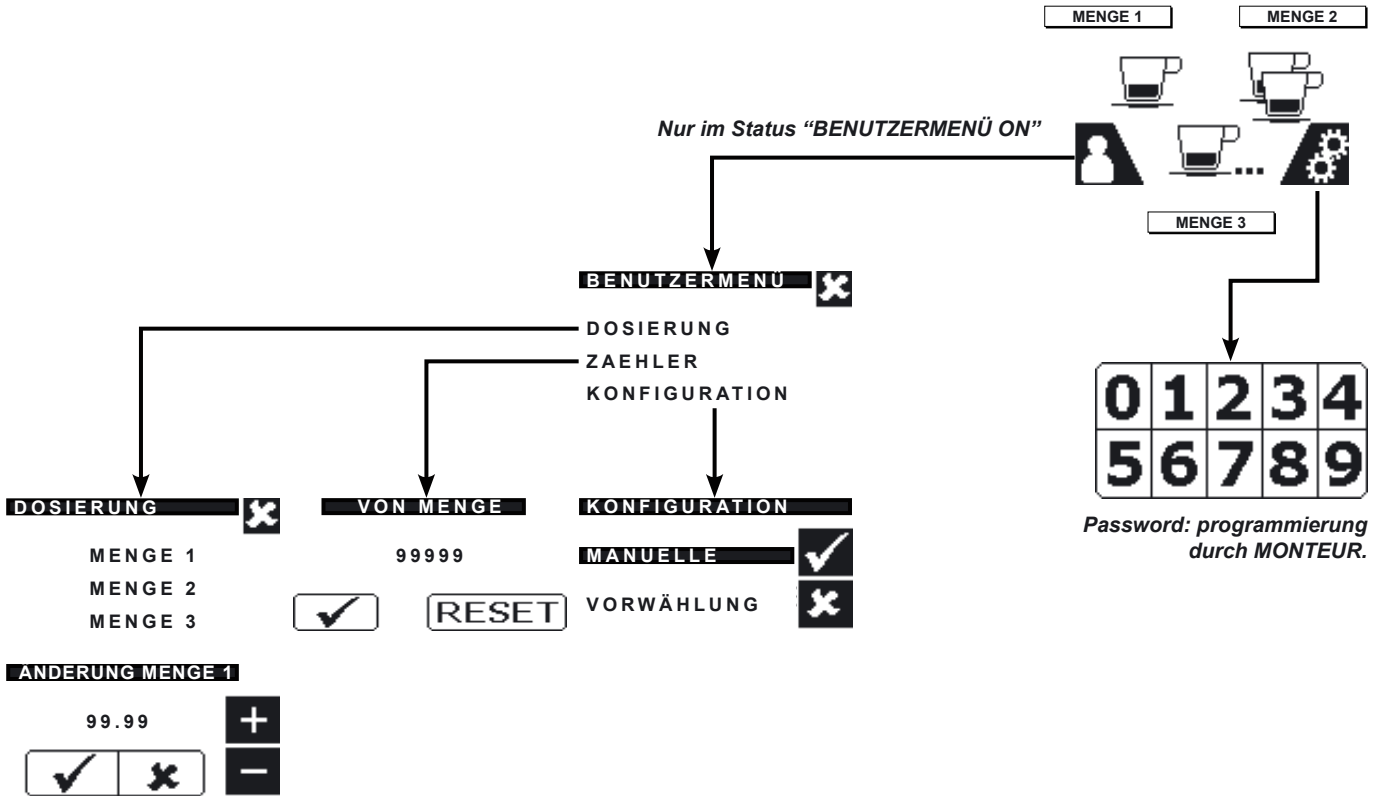 MENGE 1
MENGE 2
Nur im Status “BENUTZERMENÜ ON”
MENGE 3
BENUTZERMENÜ
DOSIERUNG
ZAEHLER
KONFIGURATION
0 1 2 3 4
5 6 7 8 9
Password: programmierung
durch MONTEUR.
DOSIERUNG
MENGE 1
MENGE 2
MENGE 3
VON MENGE
99999
RESET
KONFIGURATION
MANUELLE
VORWÄHLUNG
ANDERUNG MENGE 1
99.99
+
-